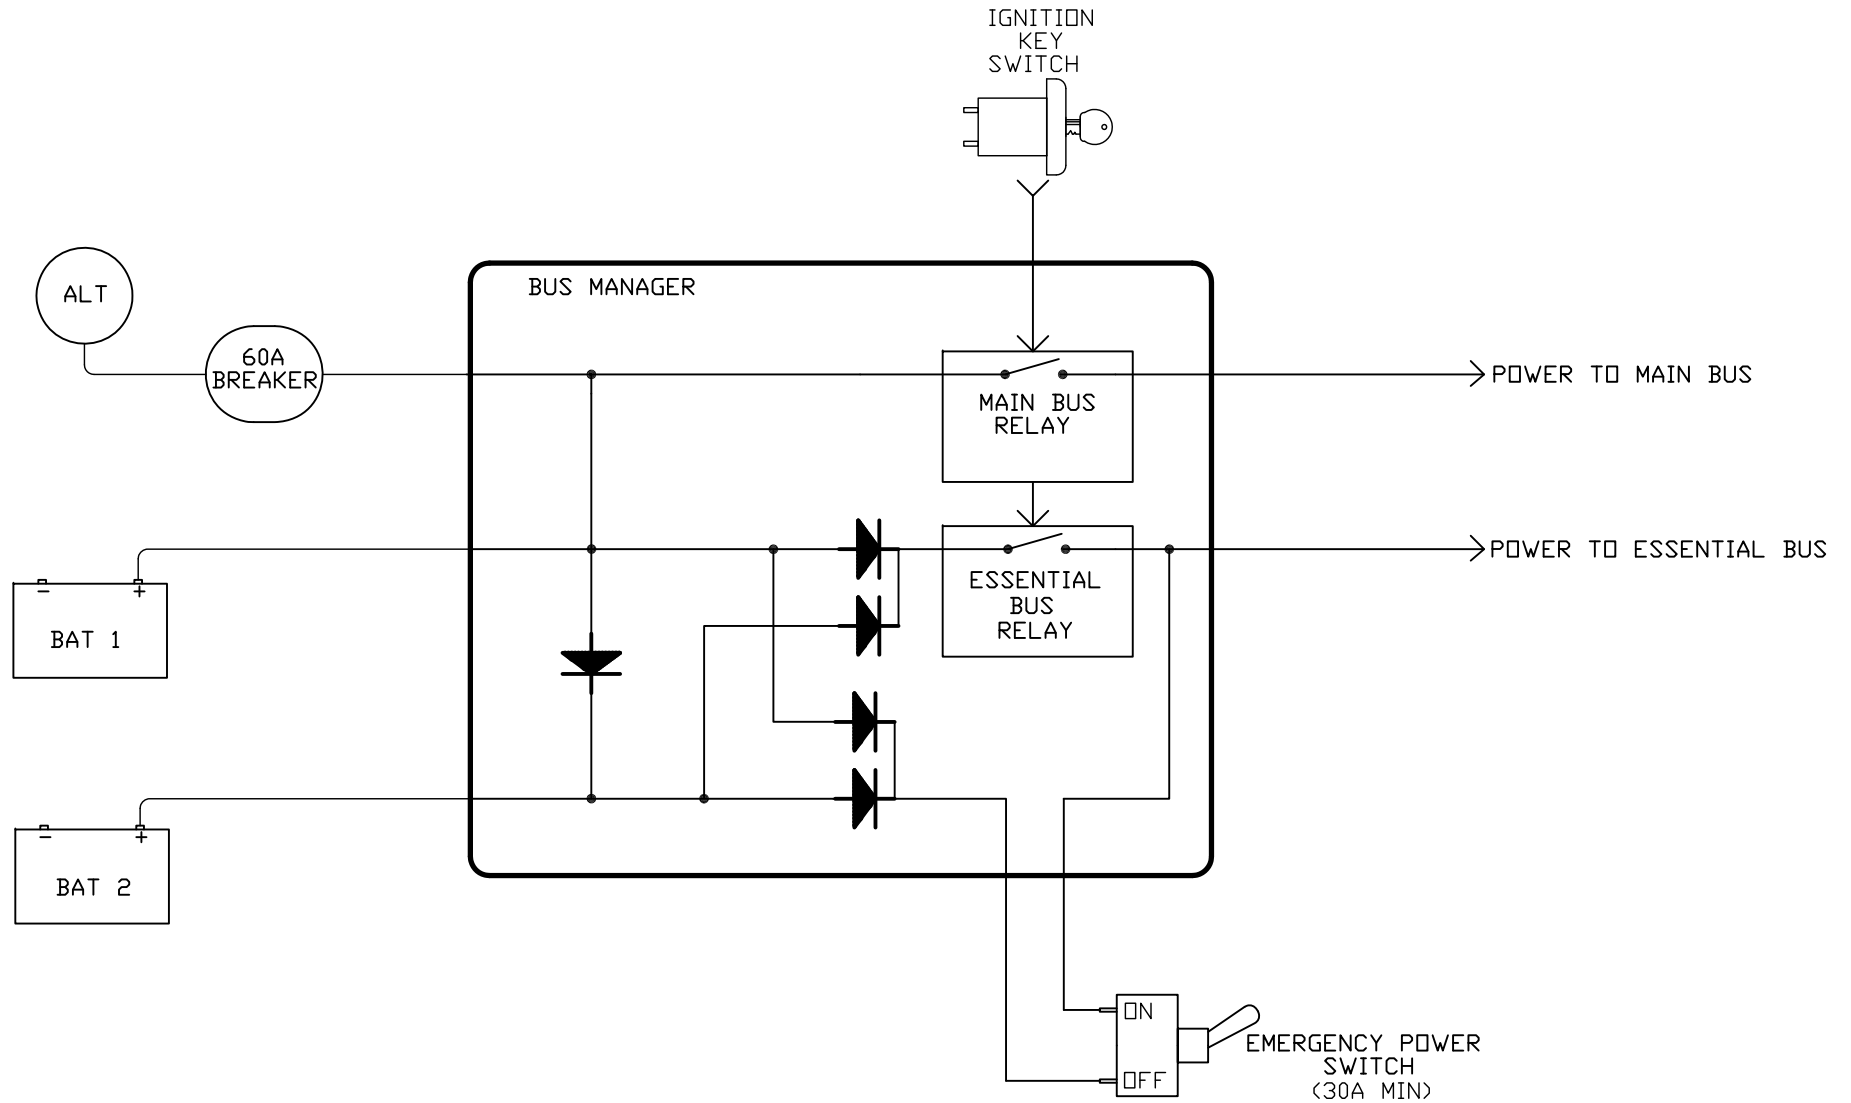 IGNITION
KEY
SWITCH
BUS MANAGER
ALT
60A
BREAKER
MAIN BUS
RELAY
POWER TO MAIN BUS
ESSENTIAL
BUS
RELAY
POWER TO ESSENTIAL BUS
- +
BAT 1
- +
BAT 2
ON
OFF
EMERGENCY POWER
SWITCH
(30A MIN)